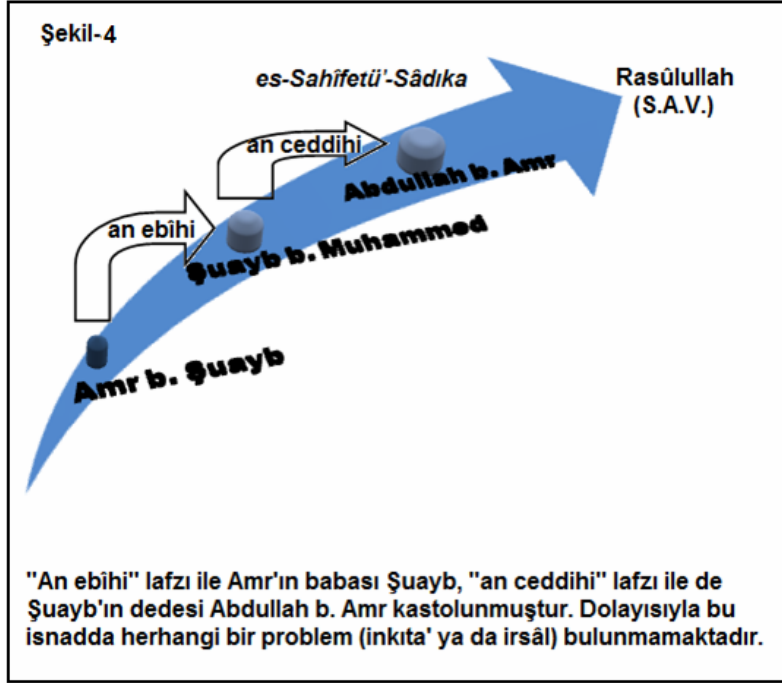 Şekil-4
es-Sahîfetü'-Sâdıka
Rasûlullah
(S.A.V.)
an ceddihi
Abdullah b. Amr
an ebîhi
Şuayb b. Muhammed
Amr b. Şuayb
"An ebîhi" lafzı ile Amr'ın babası Şuayb, "an ceddihi" lafzı ile de
Şuayb'ın dedesi Abdullah b. Amr kastolunmuştur. Dolayısıyla bu
isnadda herhangi bir problem (inkıta' ya da irsâl) bulunmamaktadır.